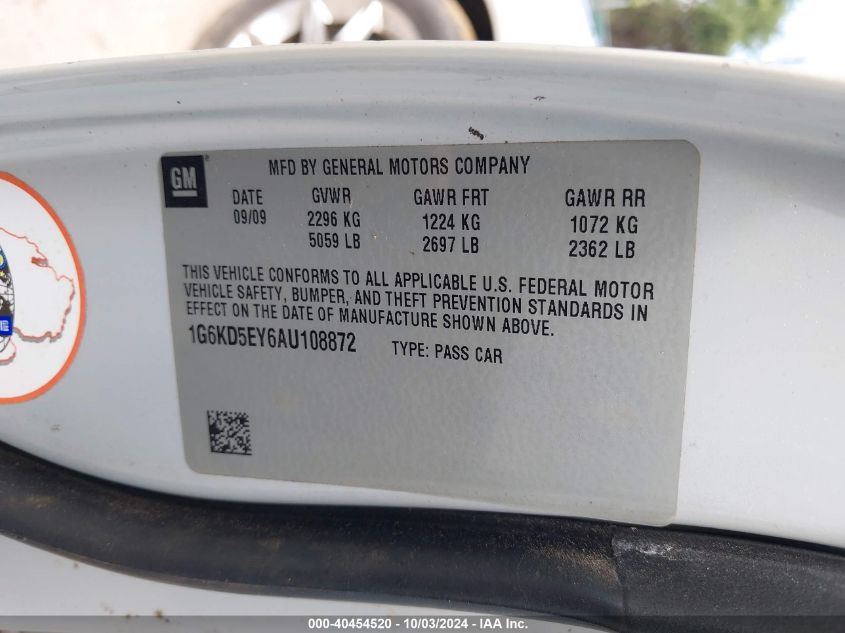 GM
MFD BY GENERAL MOTORS COMPANY
DATE GVWR GAWR FRT GAWR RR
09/09 2296 KG 1224 KG 1072 KG
5059 LB 2697 LB 2362 LB
THIS VEHICLE CONFORMS TO ALL APPLICABLE U.S. FEDERAL MOTOR
VEHICLE SAFETY, BUMPER, AND THEFT PREVENTION STANDARDS IN
EFFECT ON THE DATE OF MANUFACTURE SHOWN ABOVE.
1G6KD5EY6AU108872 TYPE: PASS CAR
000-40454520 - 10/03/2024 - IAA Inc.